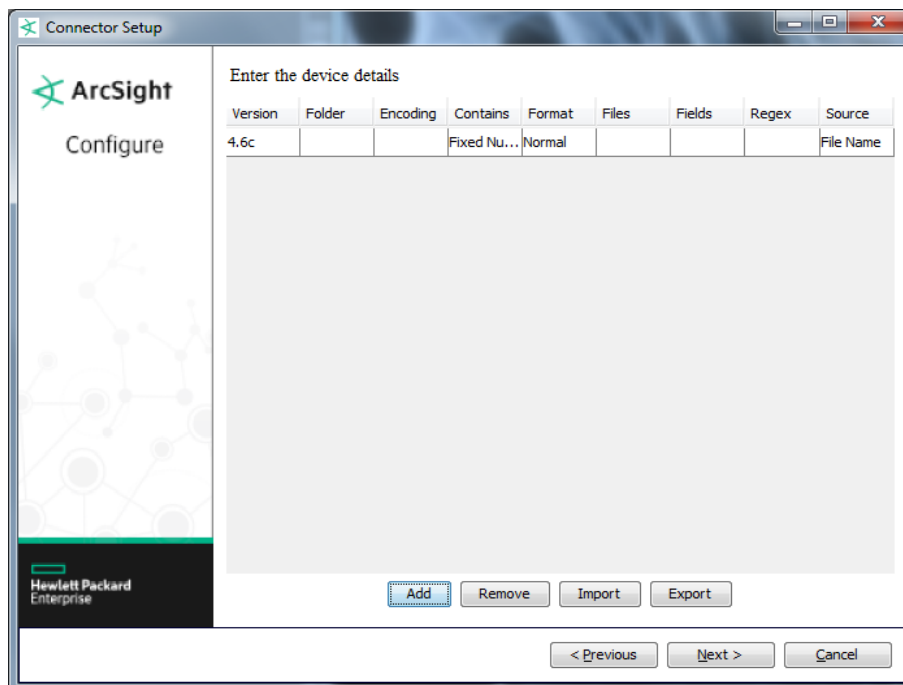 Connector Setup
ArcSight
Configure
Enter the device details
Version Folder Encoding Contains Format Files Fields Regex Source
4.6c Fixed Nu... Normal File Name
Hewlett Packard
Enterprise
Add Remove Import Export
< Previous Next > Cancel